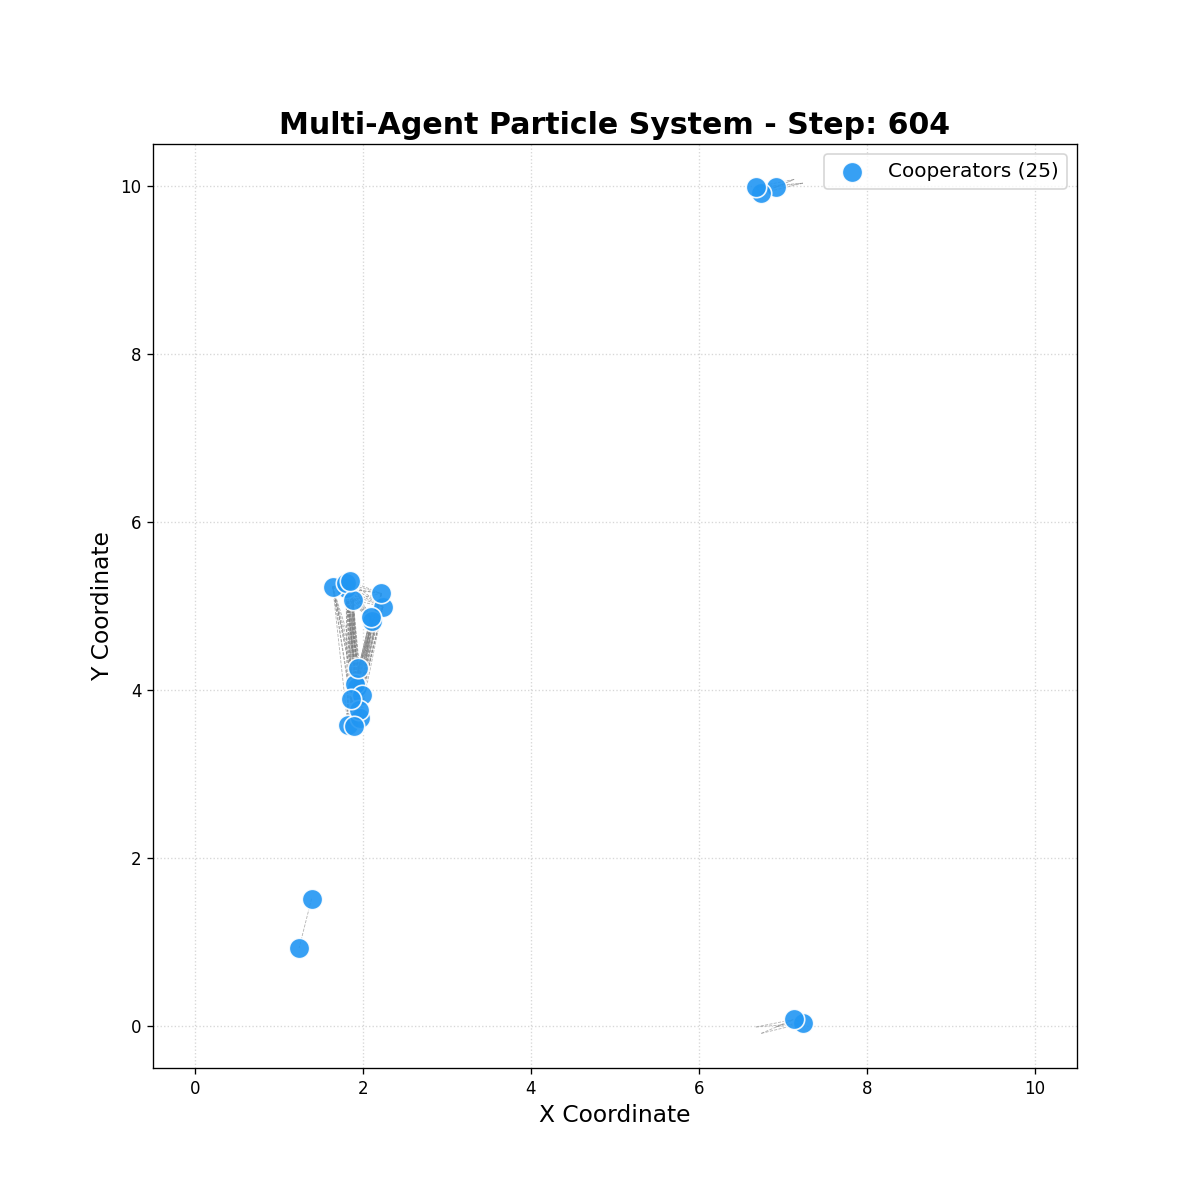 Multi-Agent Particle System - Step: 604
Cooperators (25)
10
8
6
4
2
0
Y Coordinate
0 2 4 6 8 10
X Coordinate